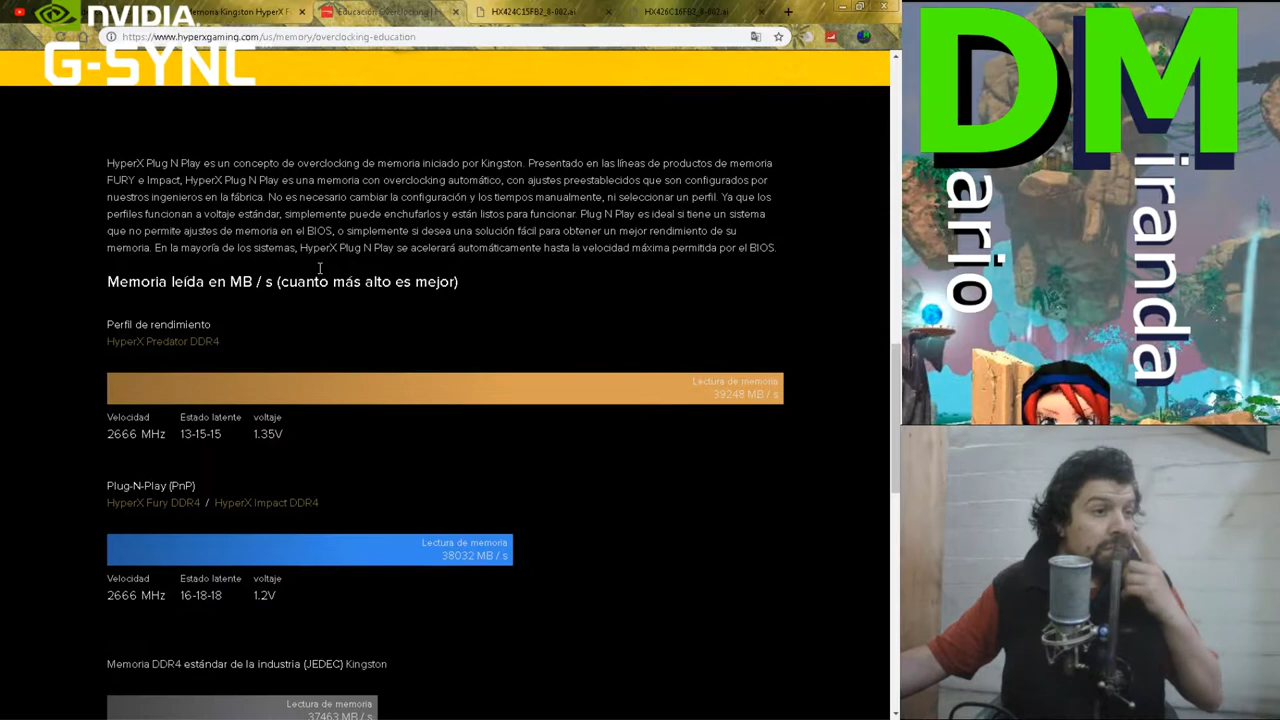 NVIDIA.
G-SYNC
Memoria Kingston HyperX F
Educación Overclocking | H
HX424C15FB2_8-002.ai
HX426C16FB2_8-002.ai
https://www.hyperxgaming.com/us/memory/overclocking-education
HyperX Plug N Play es un concepto de overclocking de memoria iniciado por Kingston. Presentado en las líneas de productos de memoria
FURY e Impact, HyperX Plug N Play es una memoria con overclocking automático, con ajustes preestablecidos que son configurados por
nuestros ingenieros en la fábrica. No es necesario cambiar la configuración y los tiempos manualmente, ni seleccionar un perfil. Ya que los
perfiles funcionan a voltaje estándar, simplemente puede enchufarlos y están listos para funcionar. Plug N Play es ideal si tiene un sistema
que no permite ajustes de memoria en el BIOS, o simplemente si desea una solución fácil para obtener un mejor rendimiento de su
memoria. En la mayoría de los sistemas, HyperX Plug N Play se acelerará automáticamente hasta la velocidad máxima permitida por el BIOS.
Memoria leída en MB / s (cuanto más alto es mejor)
Perfil de rendimiento
HyperX Predator DDR4
Lectura de memoria
39248 MB / s
Velocidad Estado latente voltaje
2666 MHz 13-15-15 1.35V
Plug-N-Play (PnP)
HyperX Fury DDR4 / HyperX Impact DDR4
Lectura de memoria
38032 MB / s
Velocidad Estado latente voltaje
2666 MHz 16-18-18 1.2V
Memoria DDR4 estándar de la industria (JEDEC) Kingston
Lectura de memoria
37463 MB / s
DM
ario
iranda